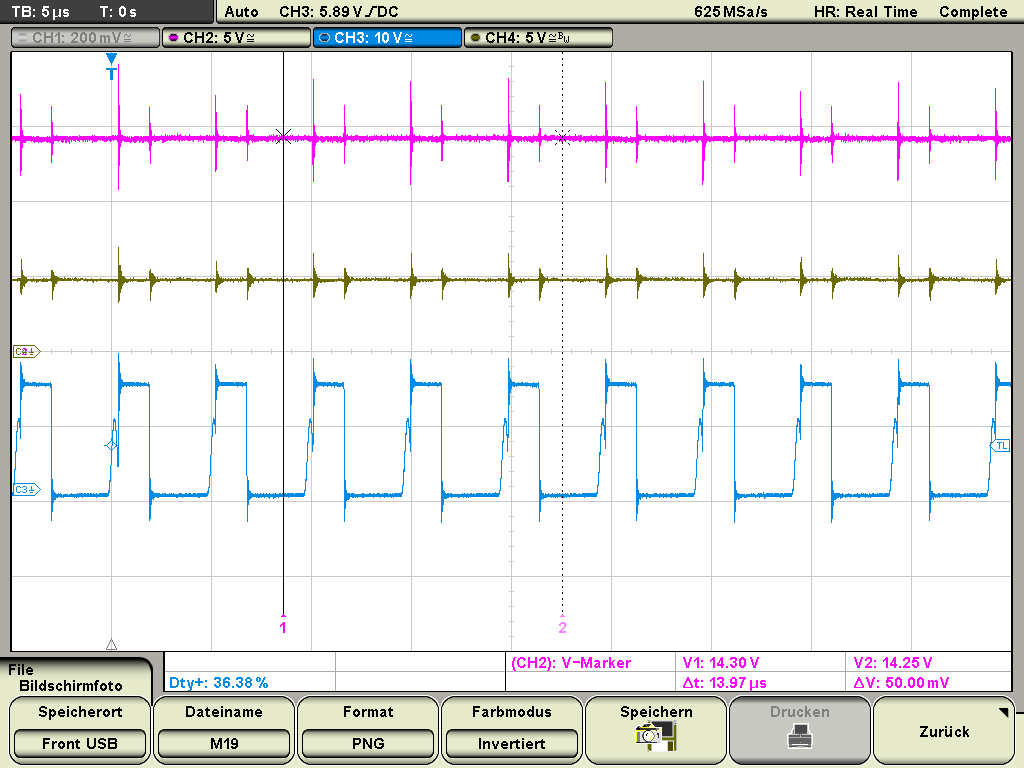 TB: 5 µs T: 0 s Auto CH3: 5.89 V DC 625 MSa/s HR: Real Time Complete
CH1: 200 mV≅ CH2: 5 V≅ CH3: 10 V≅ CH4: 5 V≅ BW
T
C2
C3
TL
1 2
(CH2): V-Marker V1: 14.30 V V2: 14.25 V
Dty+: 36.38 % Δt: 13.97 µs ΔV: 50.00 mV
File
Bildschirmfoto
Speicherort Dateiname Format Farbmodus Speichern Drucken Zurück
Front USB M19 PNG Invertiert